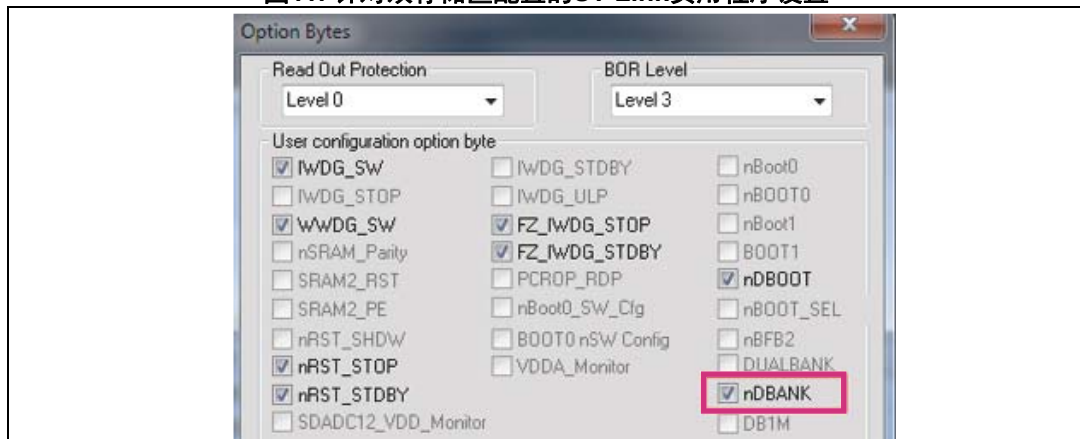 Option Bytes
Read Out Protection
BOR Level
Level 0
Level 3
User configuration option byte
IWDG_SW
IWDG_STDBY
nBoot0
IWDG_STOP
IWDG_ULP
nBOOT0
WWDG_SW
FZ_IWDG_STOP
nBoot1
nSRAM_Parity
FZ_IWDG_STDBY
BOOT1
SRAM2_RST
PCROP_RDP
nDBOOT
SRAM2_PE
nBoot0_SW_Cfg
nBOOT_SEL
nRST_SHDW
BOOT0 nSW Config
nBFB2
nRST_STOP
VDDA_Monitor
DUALBANK
nRST_STDBY
nDBANK
SDADC12_VDD_Monitor
DB1M